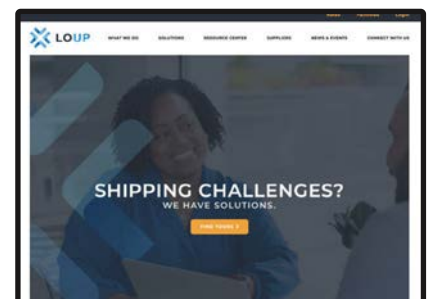 LOUP
WHAT WE DO SOLUTIONS RESOURCE CENTER SUPPLIERS NEWS & EVENTS CONNECT WITH US
SHIPPING CHALLENGES?
WE HAVE SOLUTIONS.